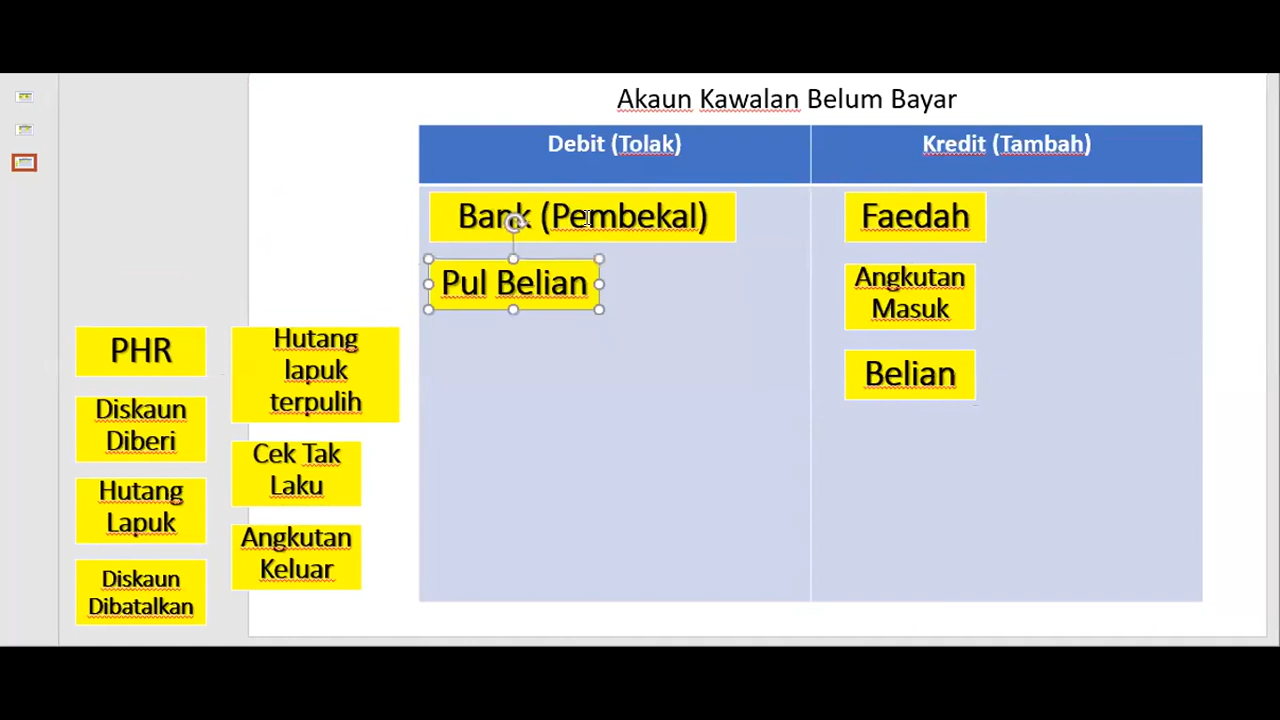 Akaun Kawalan Belum Bayar
Debit (Tolak)
Kredit (Tambah)
Bank (Pembekal)
Faedah
Pul Belian
Angkutan
Masuk
Belian
PHR
Hutang
lapuk
terpulih
Diskaun
Diberi
Cek Tak
Laku
Hutang
Lapuk
Angkutan
Keluar
Diskaun
Dibatalkan